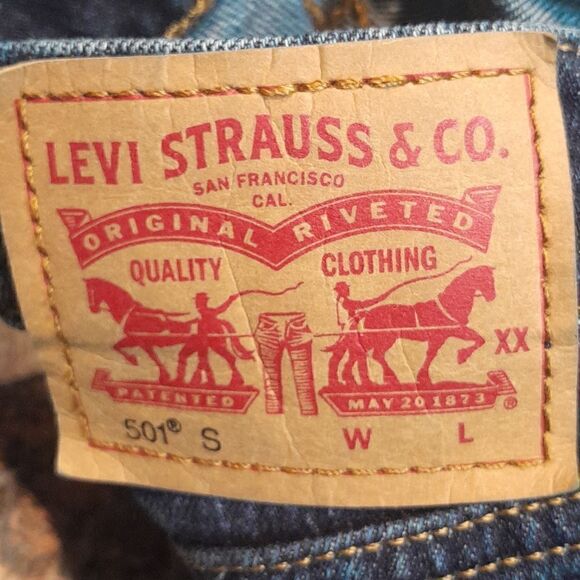 LEVI STRAUSS & CO.
SAN FRANCISCO
CAL.
ORIGINAL RIVETED
QUALITY CLOTHING
XX
PATENTED MAY 20 1873 ®
501® S W L